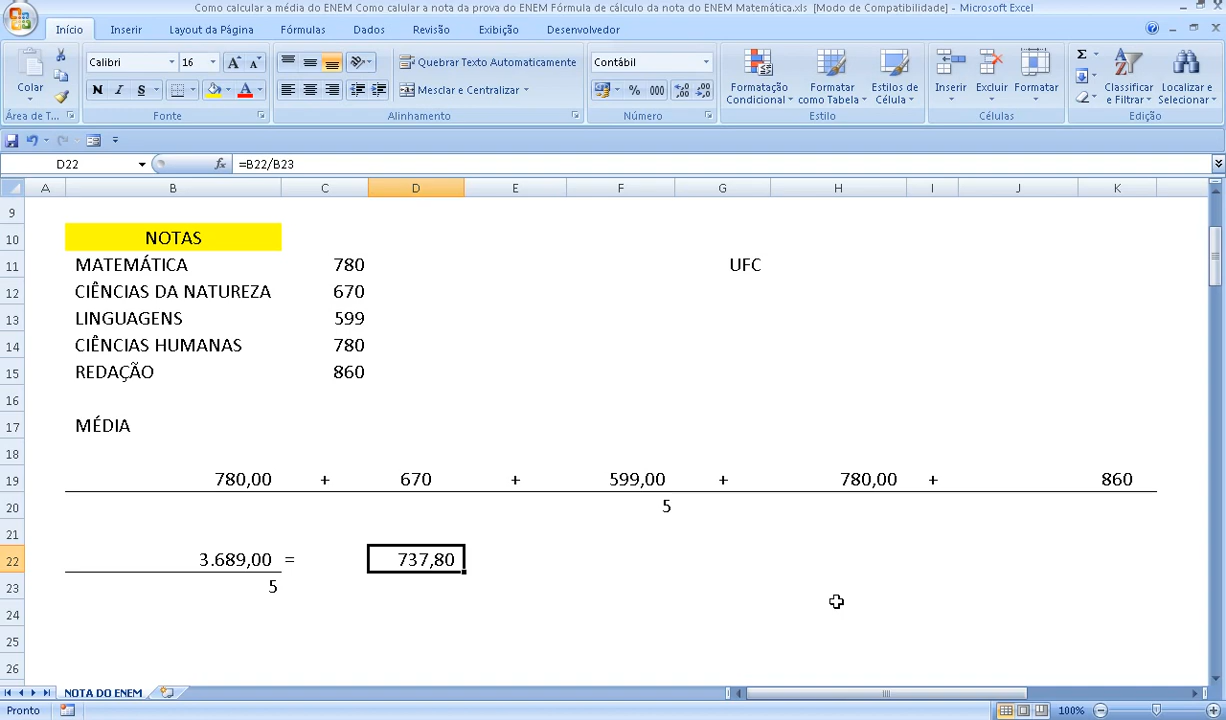 Como calcular a média do ENEM Como calular a nota da prova do ENEM Fórmula de cálculo da nota do ENEM Matemática.xls [Modo de Compatibilidade] - Microsoft Excel
Início Inserir Layout da Página Fórmulas Dados Revisão Exibição Desenvolvedor
Colar
Área de T...
Calibri 16
N I S
Fonte
Quebrar Texto Automaticamente
Mesclar e Centralizar
Alinhamento
Contábil
% 000
Número
Formatação Condicional
Formatar como Tabela
Estilos de Célula
Estilo
Inserir Excluir Formatar
Células
Classificar e Filtrar
Localizar e Selecionar
Edição
D22 fx =B22/B23
A B C D E F G H I J K
9
10 NOTAS
11 MATEMÁTICA 780 UFC
12 CIÊNCIAS DA NATUREZA 670
13 LINGUAGENS 599
14 CIÊNCIAS HUMANAS 780
15 REDAÇÃO 860
16
17 MÉDIA
18
19 780,00 + 670 + 599,00 + 780,00 + 860
20 5
21
22 3.689,00 = 737,80
23 5
24
25
26
NOTA DO ENEM
Pronto 100%